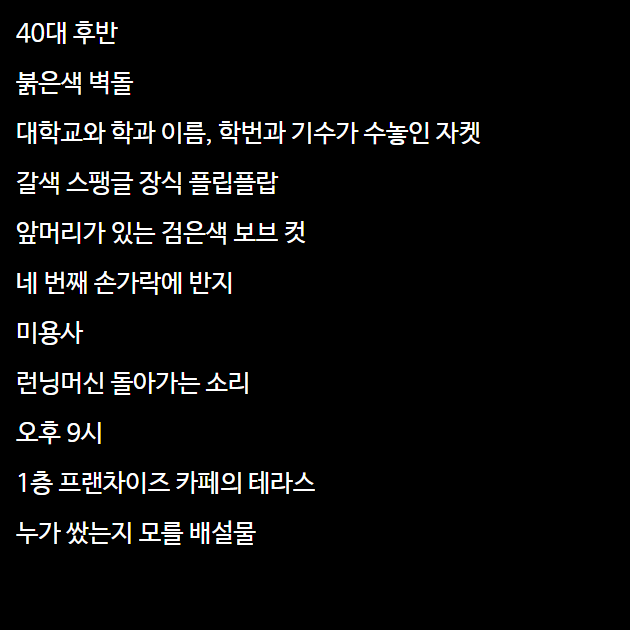 40대 후반
붉은색 벽돌
대학교와 학과 이름, 학번과 기수가 수놓인 자켓
갈색 스팽글 장식 플립플랍
앞머리가 있는 검은색 보브 컷
네 번째 손가락에 반지
미용사
런닝머신 돌아가는 소리
오후 9시
1층 프랜차이즈 카페의 테라스
누가 쌌는지 모를 배설물